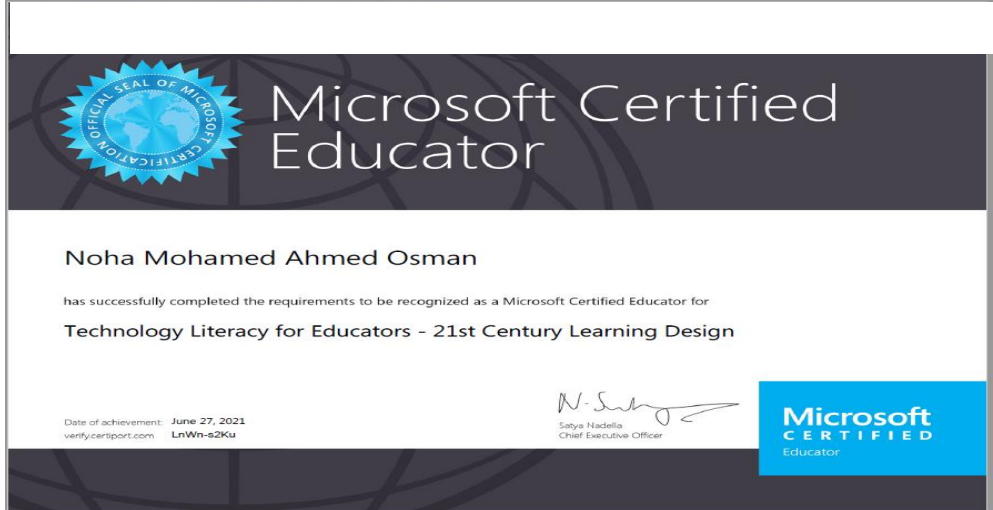 OFFICIAL SEAL OF MICROSOFT CERTIFICATION
Microsoft Certified
Educator
Noha Mohamed Ahmed Osman
has successfully completed the requirements to be recognized as a Microsoft Certified Educator for
Technology Literacy for Educators - 21st Century Learning Design
Date of achievement: June 27, 2021
verify.certiport.com LnWn-s2Ku
Satya Nadella
Chief Executive Officer
Microsoft
CERTIFIED
Educator